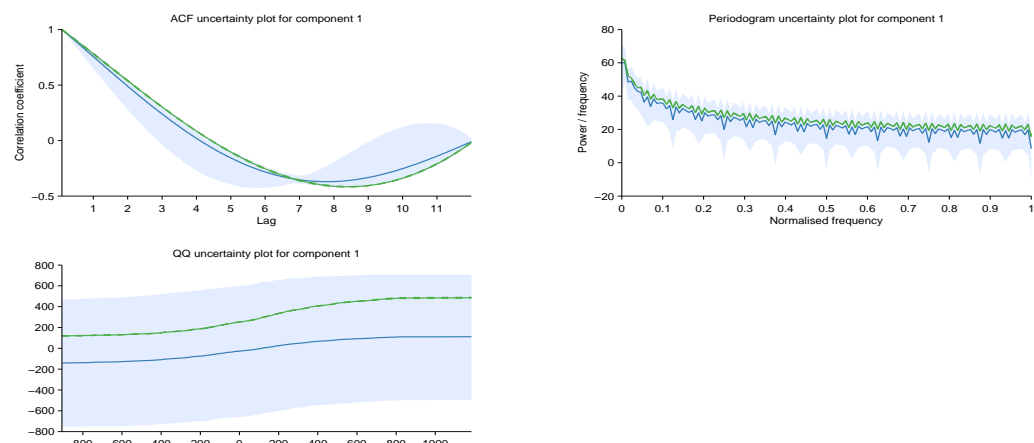 ACF uncertainty plot for component 1
1
0.5
0
−0.5
Correlation coefficient
1 2 3 4 5 6 7 8 9 10 11
Lag
Periodogram uncertainty plot for component 1
80
60
40
20
0
−20
Power / frequency
0 0.1 0.2 0.3 0.4 0.5 0.6 0.7 0.8 0.9 1
Normalised frequency
QQ uncertainty plot for component 1
800
600
400
200
0
−200
−400
−600
−800